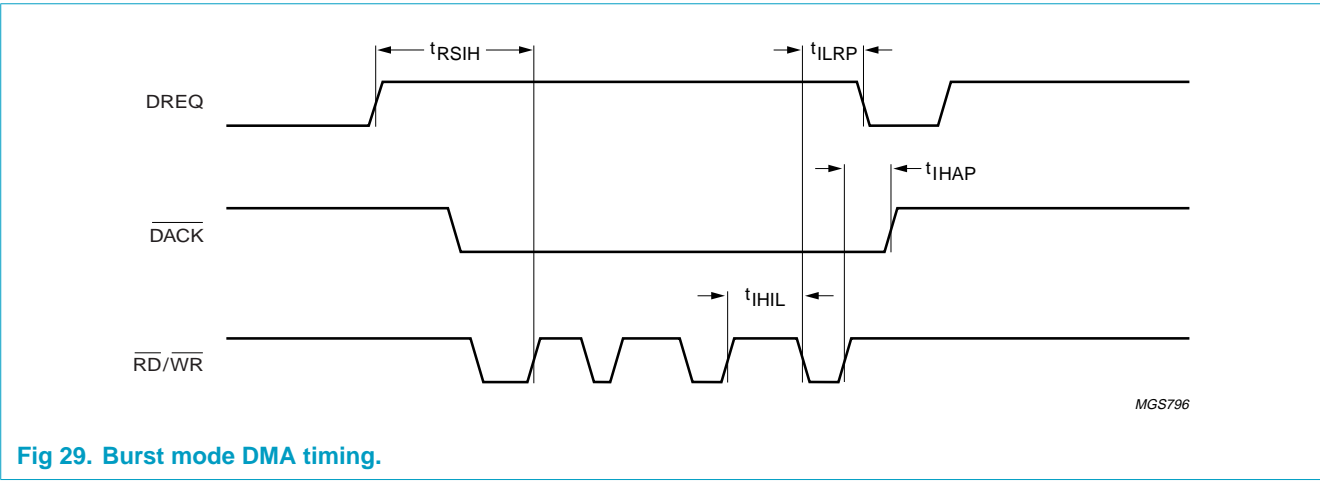 tRSIH
tILRP
DREQ
tIHAP
DACK
tIHIL
RD/WR
MGS796
Fig 29. Burst mode DMA timing.